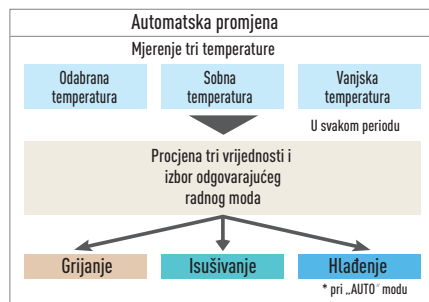 Automatska promjena
Mjerenje tri temperature
Odabrana temperatura
Sobna temperatura
Vanjska temperatura
U svakom periodu
Procjena tri vrijednosti i
izbor odgovarajućeg
radnog moda
Grijanje
Isušivanje
Hlađenje
* pri „AUTO“ modu